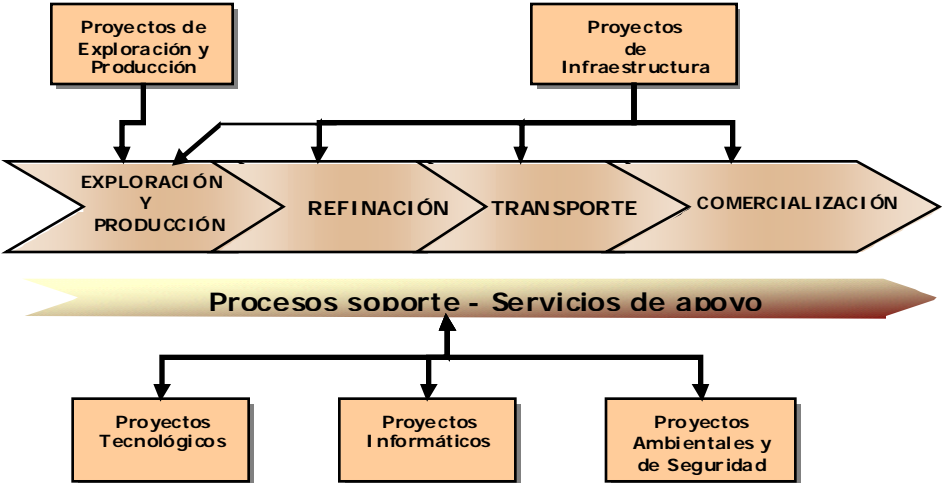 Proyectos de
Exploración y
Producción
Proyectos
de
Infraestructura
EXPLORACIÓN
Y
PRODUCCIÓN
REFINACIÓN
TRANSPORTE
COMERCIALIZACIÓN
Procesos soporte - Servicios de apoyo
Proyectos
Tecnológicos
Proyectos
Informáticos
Proyectos
Ambientales y
de Seguridad